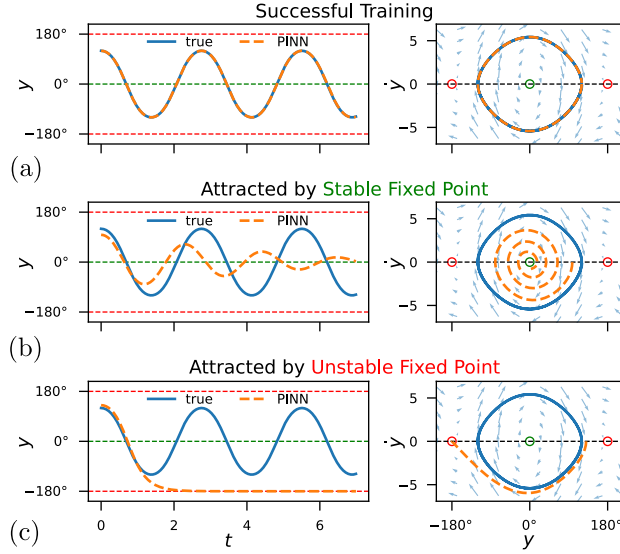 Successful Training
180° true PINN 5
y 0° ẏ 0
−180° −5
(a)
Attracted by Stable Fixed Point
180° true PINN 5
y 0° ẏ 0
−180° −5
(b)
Attracted by Unstable Fixed Point
180° true PINN 5
y 0° ẏ 0
−180° −5
(c)
0 2 4 6 −180° 0° 180°
t y